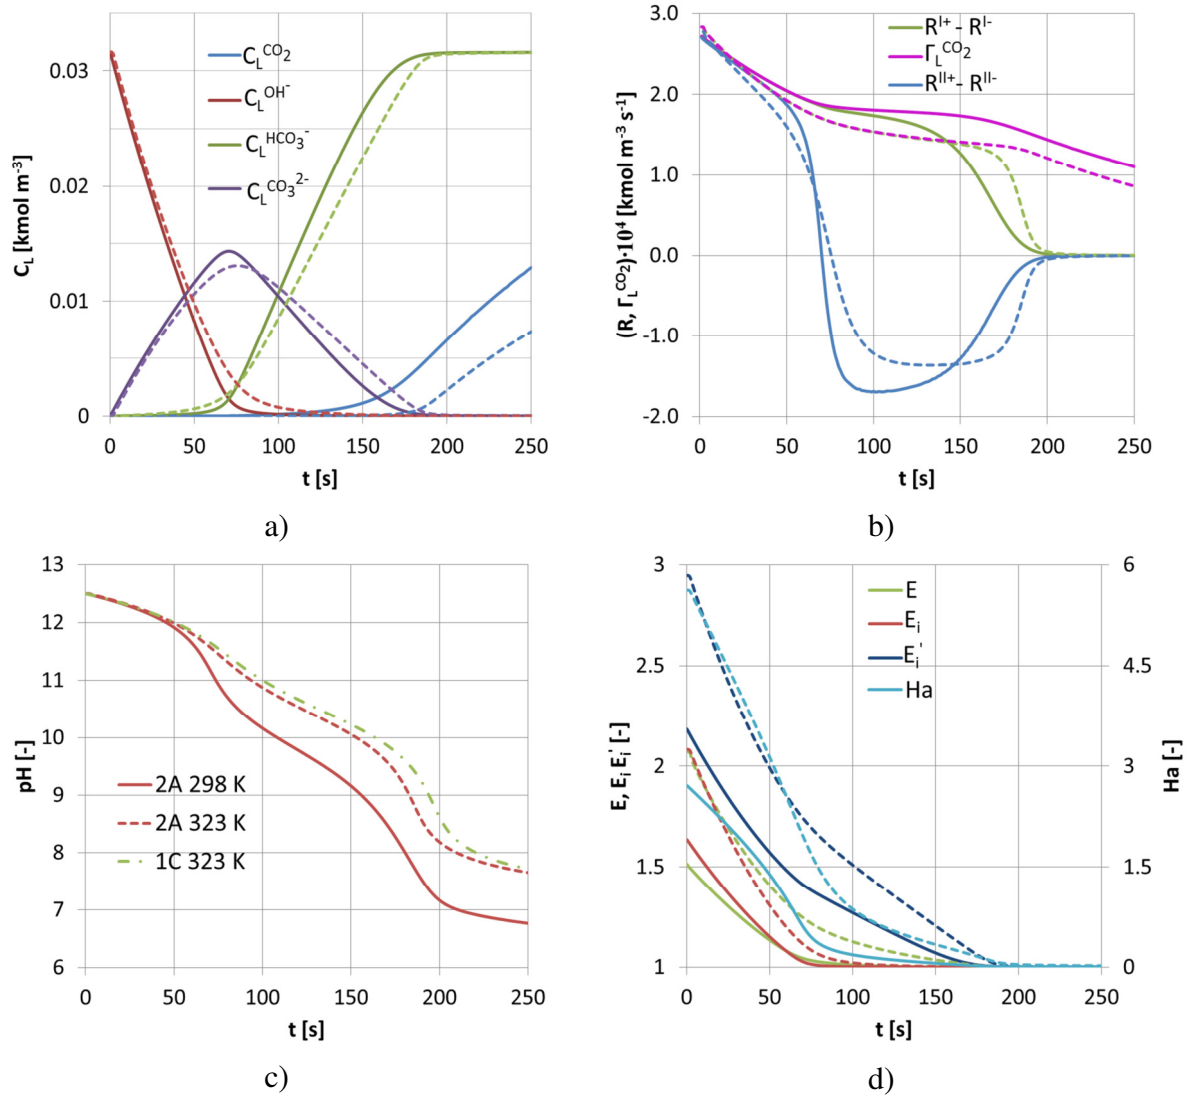 0.03
0.02
0.01
0
C_L [kmol m⁻³]
C_L^CO₂
C_L^OH⁻
C_L^HCO₃⁻
C_L^CO₃²⁻
0 50 100 150 200 250
t [s]
a)
3.0
2.0
1.0
0.0
-1.0
-2.0
(R, Γ_L^CO₂)·10⁴ [kmol m⁻³ s⁻¹]
R^I+ - R^I-
Γ_L^CO₂
R^II+ - R^II-
0 50 100 150 200 250
t [s]
b)
13
12
11
10
9
8
7
6
pH [-]
2A 298 K
2A 323 K
1C 323 K
0 50 100 150 200 250
t [s]
c)
3
2.5
2
1.5
1
E, E_i E_i' [-]
E
E_i
E_i'
Ha
6
4.5
3
1.5
0
Ha [-]
0 50 100 150 200 250
t [s]
d)